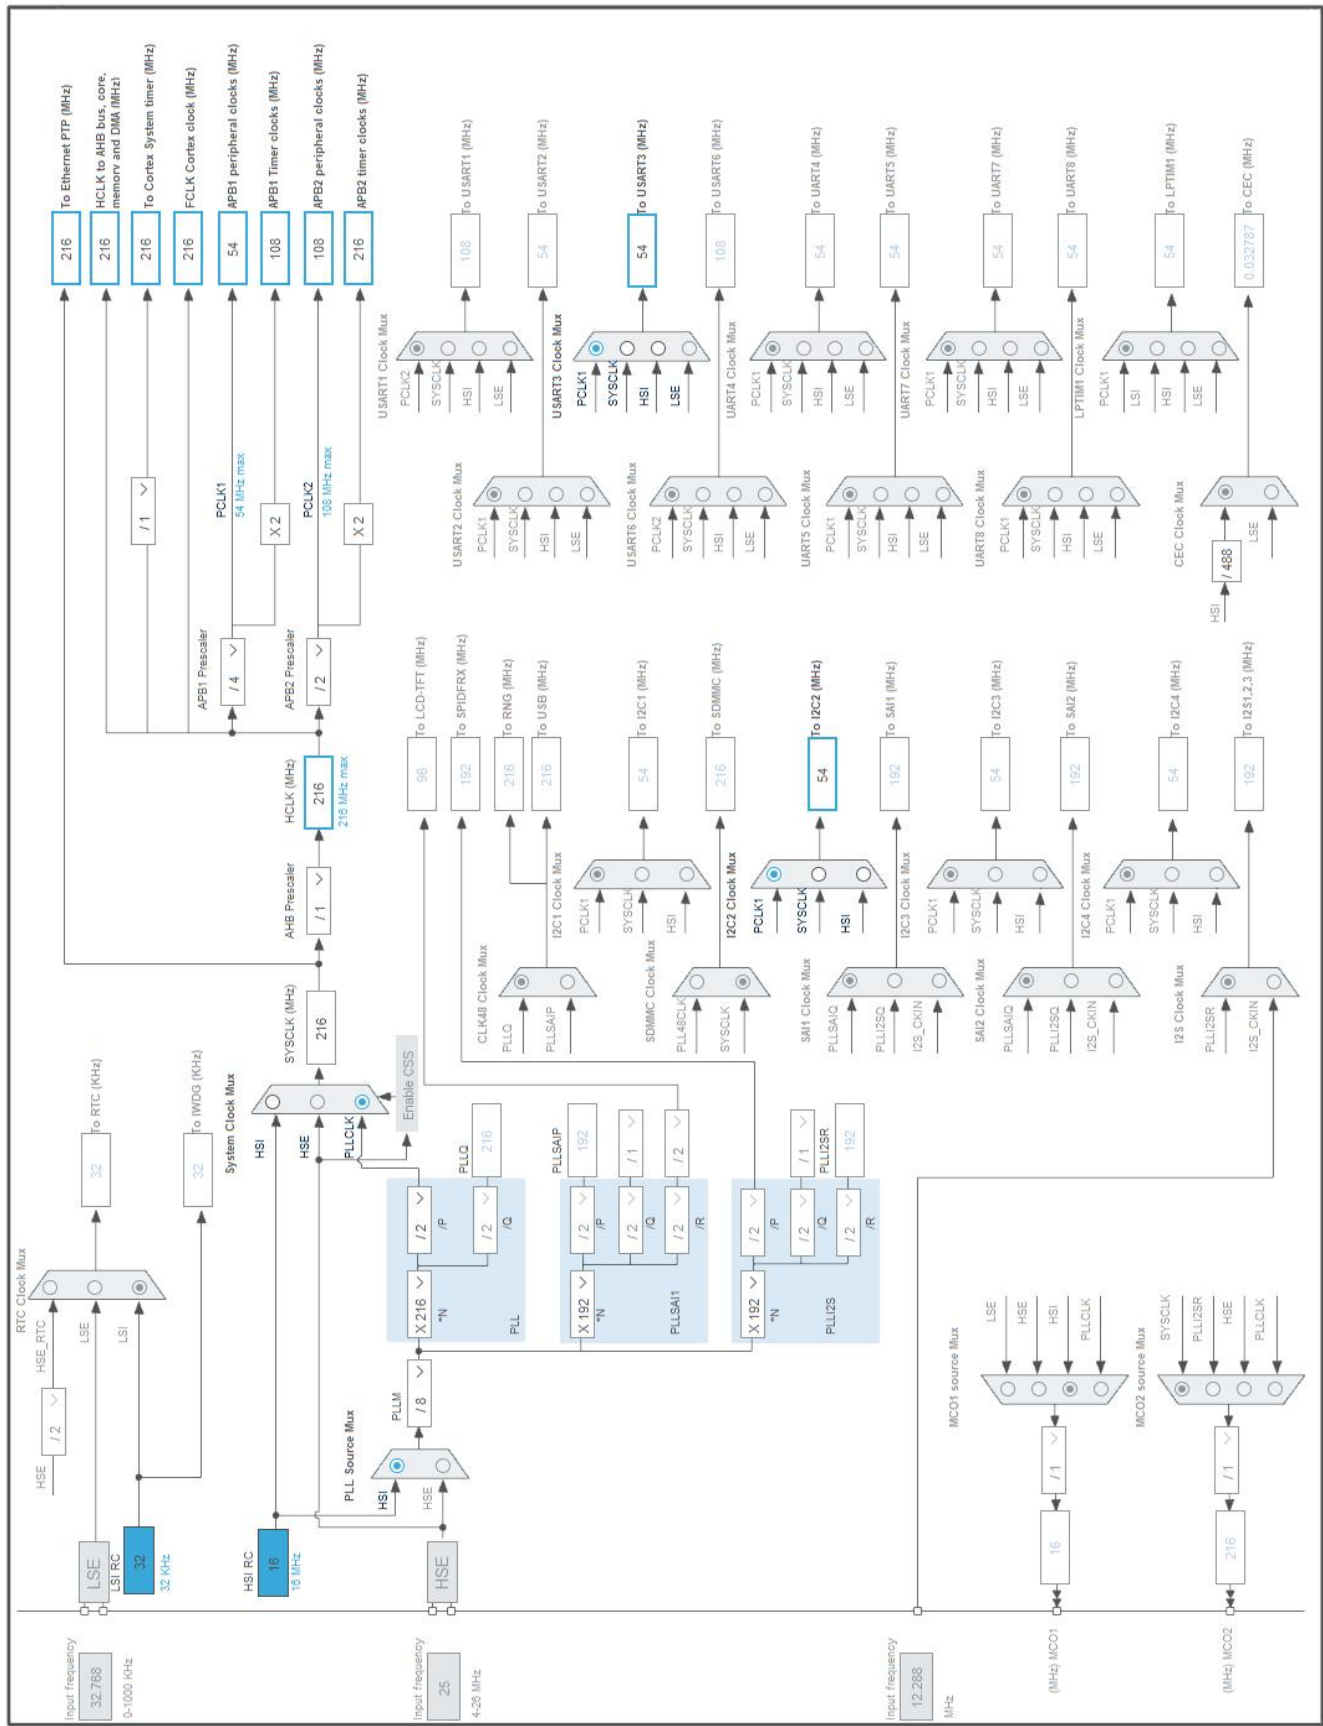 RTC Clock Mux
HSE
/ 2
HSE_RTC
Input frequency
32.768
0-1000 KHz
LSE
LSE
32
To RTC (KHz)
LSI RC
32
32 KHz
LSI
32
To IWDG (KHz)
System Clock Mux
HSI RC
16
16 MHz
HSI
HSE
PLLCLK
SYSCLK (MHz)
216
AHB Prescaler
/ 1
HCLK (MHz)
216
216 MHz max
Enable CSS
216
To Ethernet PTP (MHz)
216
HCLK to AHB bus, core,
memory and DMA (MHz)
/ 1
216
To Cortex System timer (MHz)
216
FCLK Cortex clock (MHz)
APB1 Prescaler
/ 4
PCLK1
54 MHz max
54
APB1 peripheral clocks (MHz)
X 2
108
APB1 Timer clocks (MHz)
APB2 Prescaler
/ 2
PCLK2
108 MHz max
108
APB2 peripheral clocks (MHz)
X 2
216
APB2 timer clocks (MHz)
PLL Source Mux
Input frequency
25
4-26 MHz
HSE
HSI
HSE
PLLM
/ 8
X 216
*N
/ 2
/P
/ 2
/Q
PLLQ
216
PLL
X 192
*N
/ 2
/P
PLLSAIP
192
/ 2
/Q
/ 1
/ 2
/R
/ 2
PLLSAI1
X 192
*N
/ 2
/P
/ 2
/Q
/ 1
/ 2
/R
PLLI2SR
192
PLLI2S
96
To LCD-TFT (MHz)
192
To SPIDFRX (MHz)
CLK48 Clock Mux
PLLQ
PLLSAIP
216
To RNG (MHz)
216
To USB (MHz)
I2C1 Clock Mux
PCLK1
SYSCLK
HSI
54
To I2C1 (MHz)
SDMMC Clock Mux
PLL48CLK
SYSCLK
216
To SDMMC (MHz)
I2C2 Clock Mux
PCLK1
SYSCLK
HSI
54
To I2C2 (MHz)
SAI1 Clock Mux
PLLSAIQ
PLLI2SQ
I2S_CKIN
192
To SAI1 (MHz)
I2C3 Clock Mux
PCLK1
SYSCLK
HSI
54
To I2C3 (MHz)
SAI2 Clock Mux
PLLSAIQ
PLLI2SQ
I2S_CKIN
192
To SAI2 (MHz)
I2C4 Clock Mux
PCLK1
SYSCLK
HSI
54
To I2C4 (MHz)
I2S Clock Mux
PLLI2SR
I2S_CKIN
192
To I2S1,2,3 (MHz)
USART1 Clock Mux
PCLK2
SYSCLK
HSI
LSE
108
To USART1 (MHz)
USART2 Clock Mux
PCLK1
SYSCLK
HSI
LSE
54
To USART2 (MHz)
USART3 Clock Mux
PCLK1
SYSCLK
HSI
LSE
54
To USART3 (MHz)
USART6 Clock Mux
PCLK2
SYSCLK
HSI
LSE
108
To USART6 (MHz)
UART4 Clock Mux
PCLK1
SYSCLK
HSI
LSE
54
To UART4 (MHz)
UART5 Clock Mux
PCLK1
SYSCLK
HSI
LSE
54
To UART5 (MHz)
UART7 Clock Mux
PCLK1
SYSCLK
HSI
LSE
54
To UART7 (MHz)
UART8 Clock Mux
PCLK1
SYSCLK
HSI
LSE
54
To UART8 (MHz)
LPTIM1 Clock Mux
PCLK1
LSI
HSI
LSE
54
To LPTIM1 (MHz)
CEC Clock Mux
HSI
/ 488
LSE
0.032787
To CEC (MHz)
Input frequency
12.288
MHz
MCO1 source Mux
LSE
HSE
HSI
PLLCLK
/ 1
16
(MHz) MCO1
MCO2 source Mux
SYSCLK
PLLI2SR
HSE
PLLCLK
/ 1
216
(MHz) MCO2